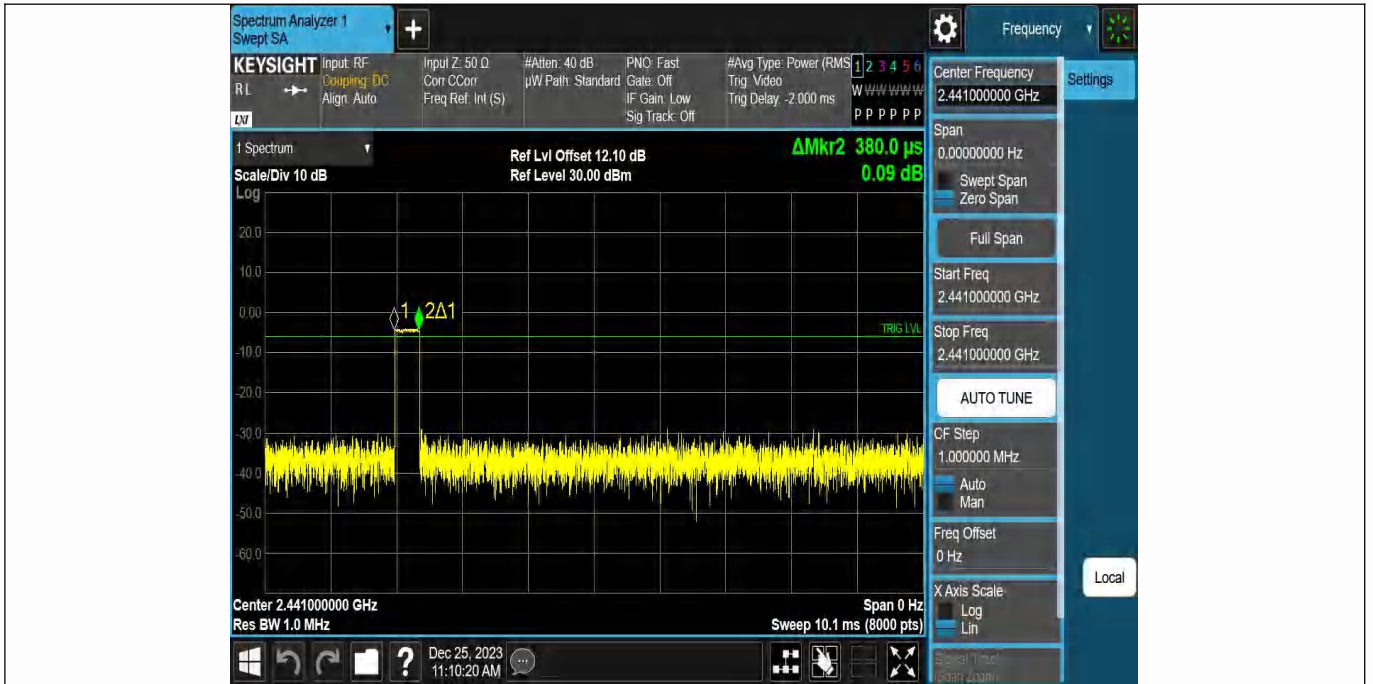 Spectrum Analyzer 1
Swept SA
Frequency
KEYSIGHT
Input: RF
Coupling: DC
Align: Auto
Input Z: 50 Ω
Corr CCorr
Freq Ref: Int (S)
#Atten: 40 dB
µW Path: Standard
PNO: Fast
Gate: Off
IF Gain: Low
Sig Track: Off
#Avg Type: Power (RMS
Trig: Video
Trig Delay: -2.000 ms
1 2 3 4 5 6
W W W W W W
P P P P P P
R L
LXI
1 Spectrum
Scale/Div 10 dB
Log
Ref Lvl Offset 12.10 dB
Ref Level 30.00 dBm
ΔMkr2 380.0 µs
0.09 dB
20.0
10.0
0.00
-10.0
-20.0
-30.0
-40.0
-50.0
-60.0
1
2Δ1
TRIG LVL
Center 2.441000000 GHz
Res BW 1.0 MHz
Span 0 Hz
Sweep 10.1 ms (8000 pts)
Center Frequency
2.441000000 GHz
Settings
Span
0.00000000 Hz
Swept Span
Zero Span
Full Span
Start Freq
2.441000000 GHz
Stop Freq
2.441000000 GHz
AUTO TUNE
CF Step
1.000000 MHz
Auto
Man
Freq Offset
0 Hz
X Axis Scale
Log
Lin
Signal Track
(Span Zoom)
Local
?
Dec 25, 2023
11:10:20 AM